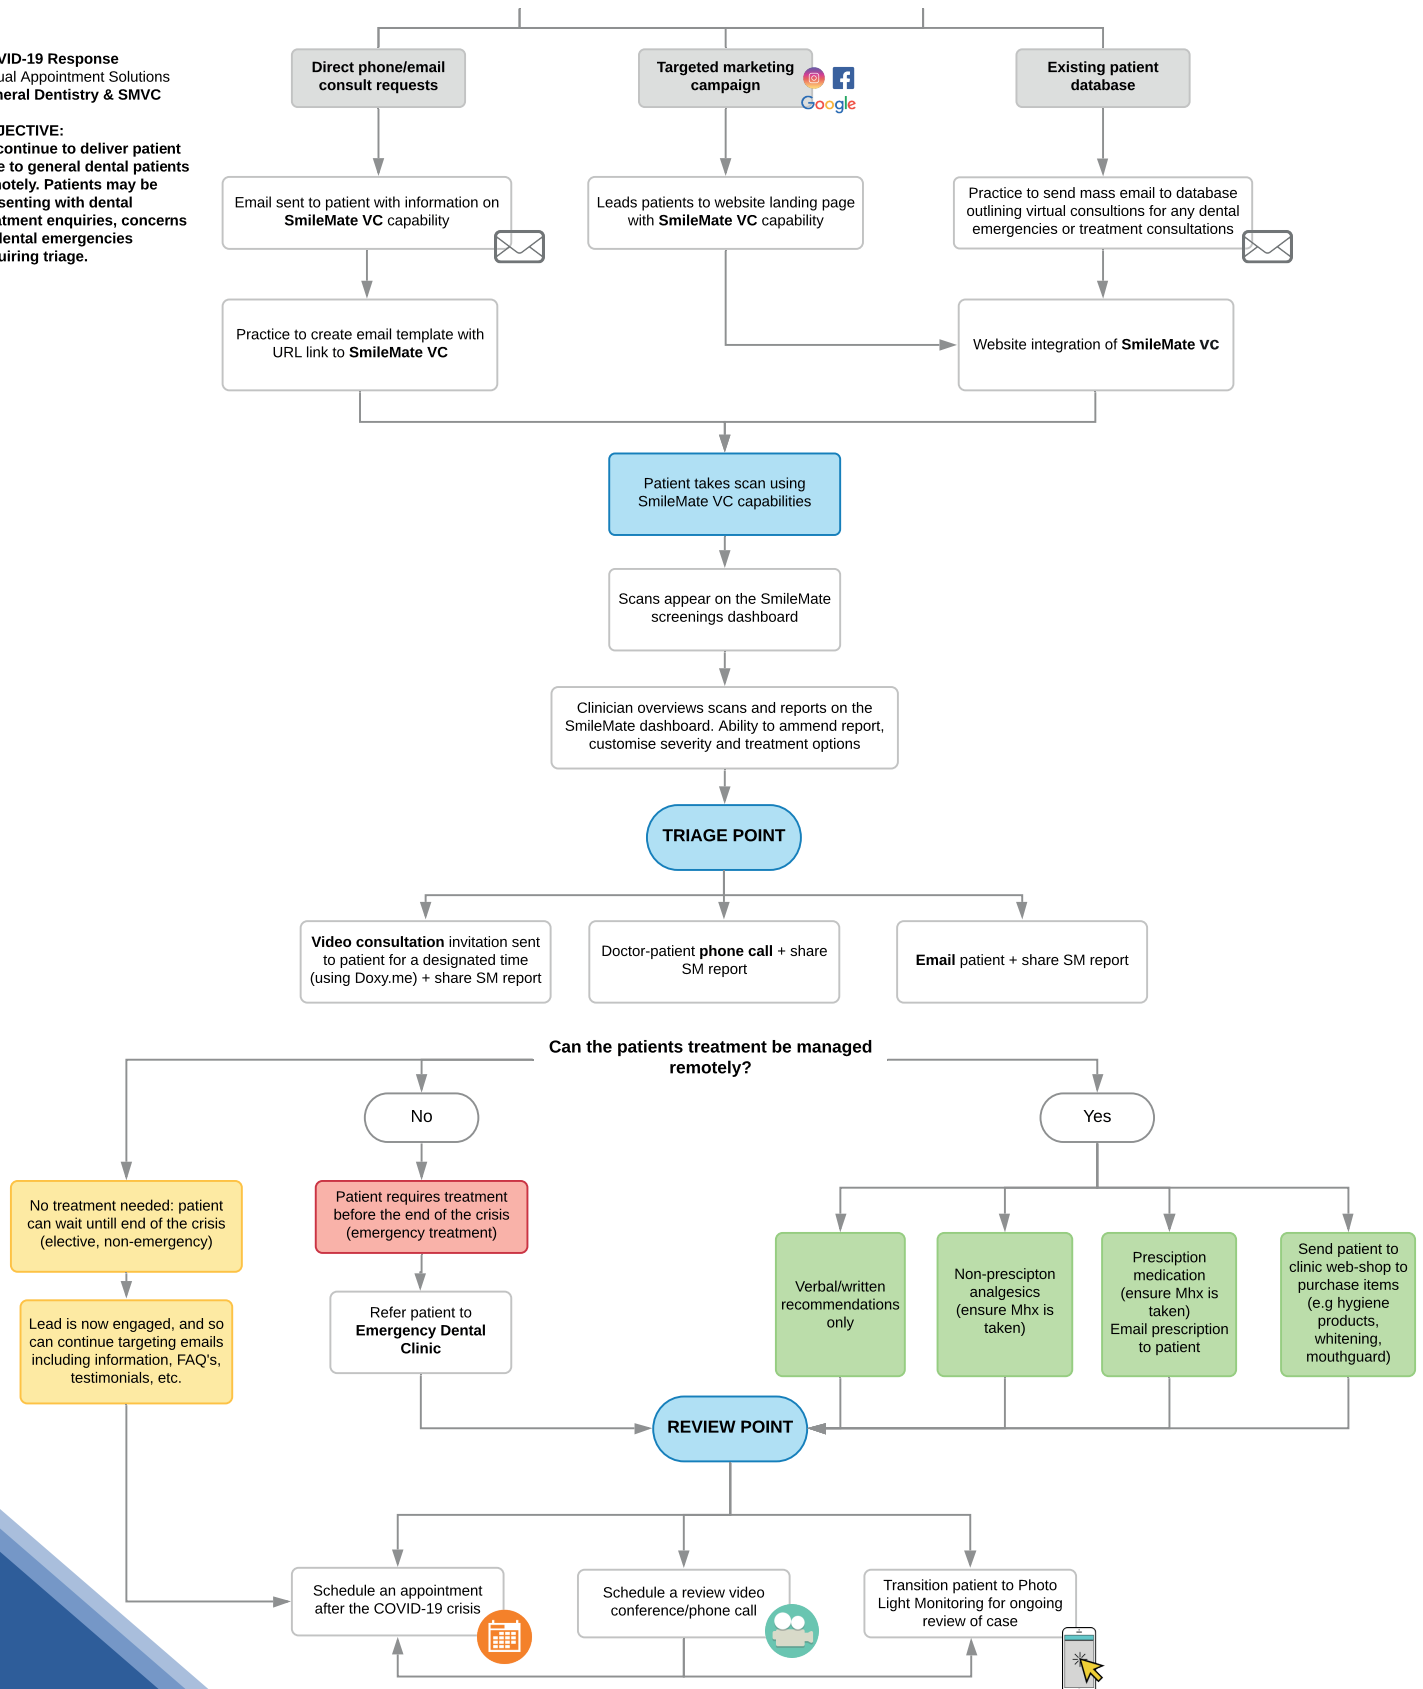 VID-19 Response
ual Appointment Solutions
neral Dentistry & SMVC
JECTIVE:
continue to deliver patient
e to general dental patients
notely. Patients may be
senting with dental
atment enquiries, concerns
dental emergencies
uiring triage.
Direct phone/email
consult requests
Targeted marketing
campaign
Google
Existing patient
database
Email sent to patient with information on
SmileMate VC capability
Leads patients to website landing page
with SmileMate VC capability
Practice to send mass email to database
outlining virtual consultions for any dental
emergencies or treatment consultations
Practice to create email template with
URL link to SmileMate VC
Website integration of SmileMate vc
Patient takes scan using
SmileMate VC capabilities
Scans appear on the SmileMate
screenings dashboard
Clinician overviews scans and reports on the
SmileMate dashboard. Ability to ammend report,
customise severity and treatment options
TRIAGE POINT
Video consultation invitation sent
to patient for a designated time
(using Doxy.me) + share SM report
Doctor-patient phone call + share
SM report
Email patient + share SM report
Can the patients treatment be managed
remotely?
No
Yes
No treatment needed: patient
can wait untill end of the crisis
(elective, non-emergency)
Patient requires treatment
before the end of the crisis
(emergency treatment)
Verbal/written
recommendations
only
Non-prescipton
analgesics
(ensure Mhx is
taken)
Presciption
medication
(ensure Mhx is
taken)
Email prescription
to patient
Send patient to
clinic web-shop to
purchase items
(e.g hygiene
products,
whitening,
mouthguard)
Lead is now engaged, and so
can continue targeting emails
including information, FAQ's,
testimonials, etc.
Refer patient to
Emergency Dental
Clinic
REVIEW POINT
Schedule an appointment
after the COVID-19 crisis
Schedule a review video
conference/phone call
Transition patient to Photo
Light Monitoring for ongoing
review of case